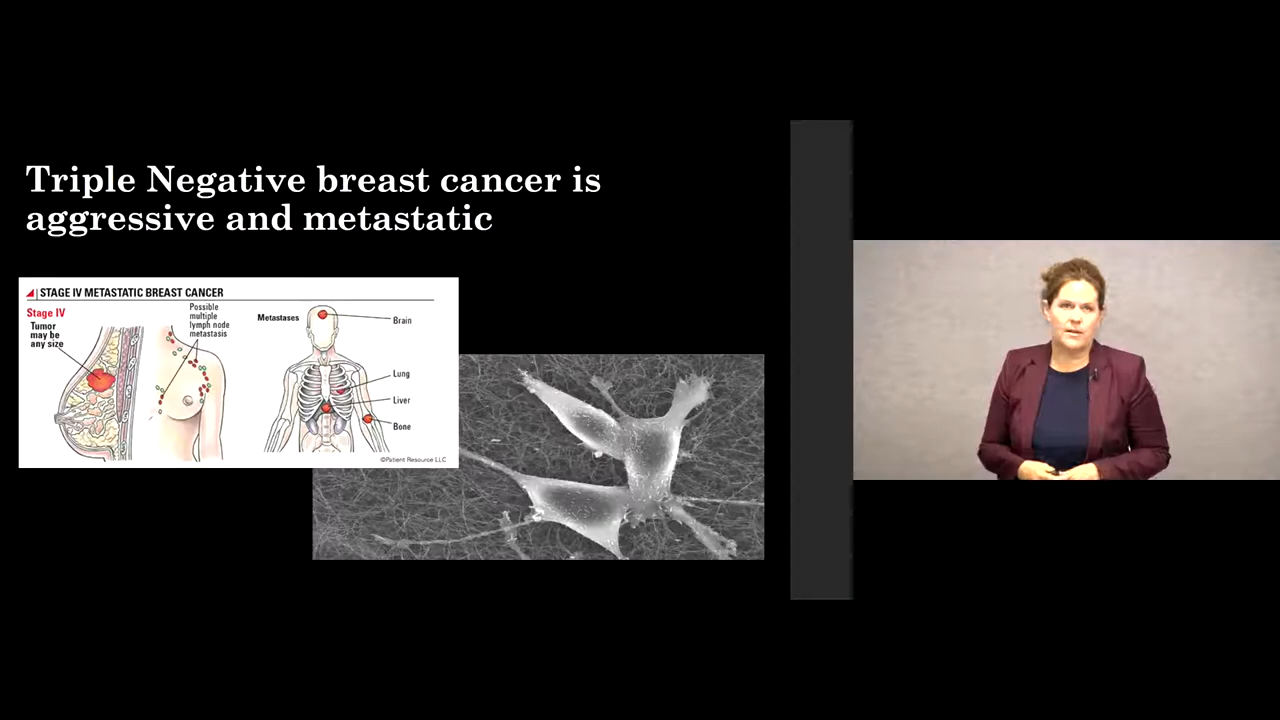 Triple Negative breast cancer is
aggressive and metastatic
STAGE IV METASTATIC BREAST CANCER
Stage IV
Tumor
may be
any size
Possible
multiple
lymph node
metastasis
Metastases
Brain
Lung
Liver
Bone
©Patient Resource LLC